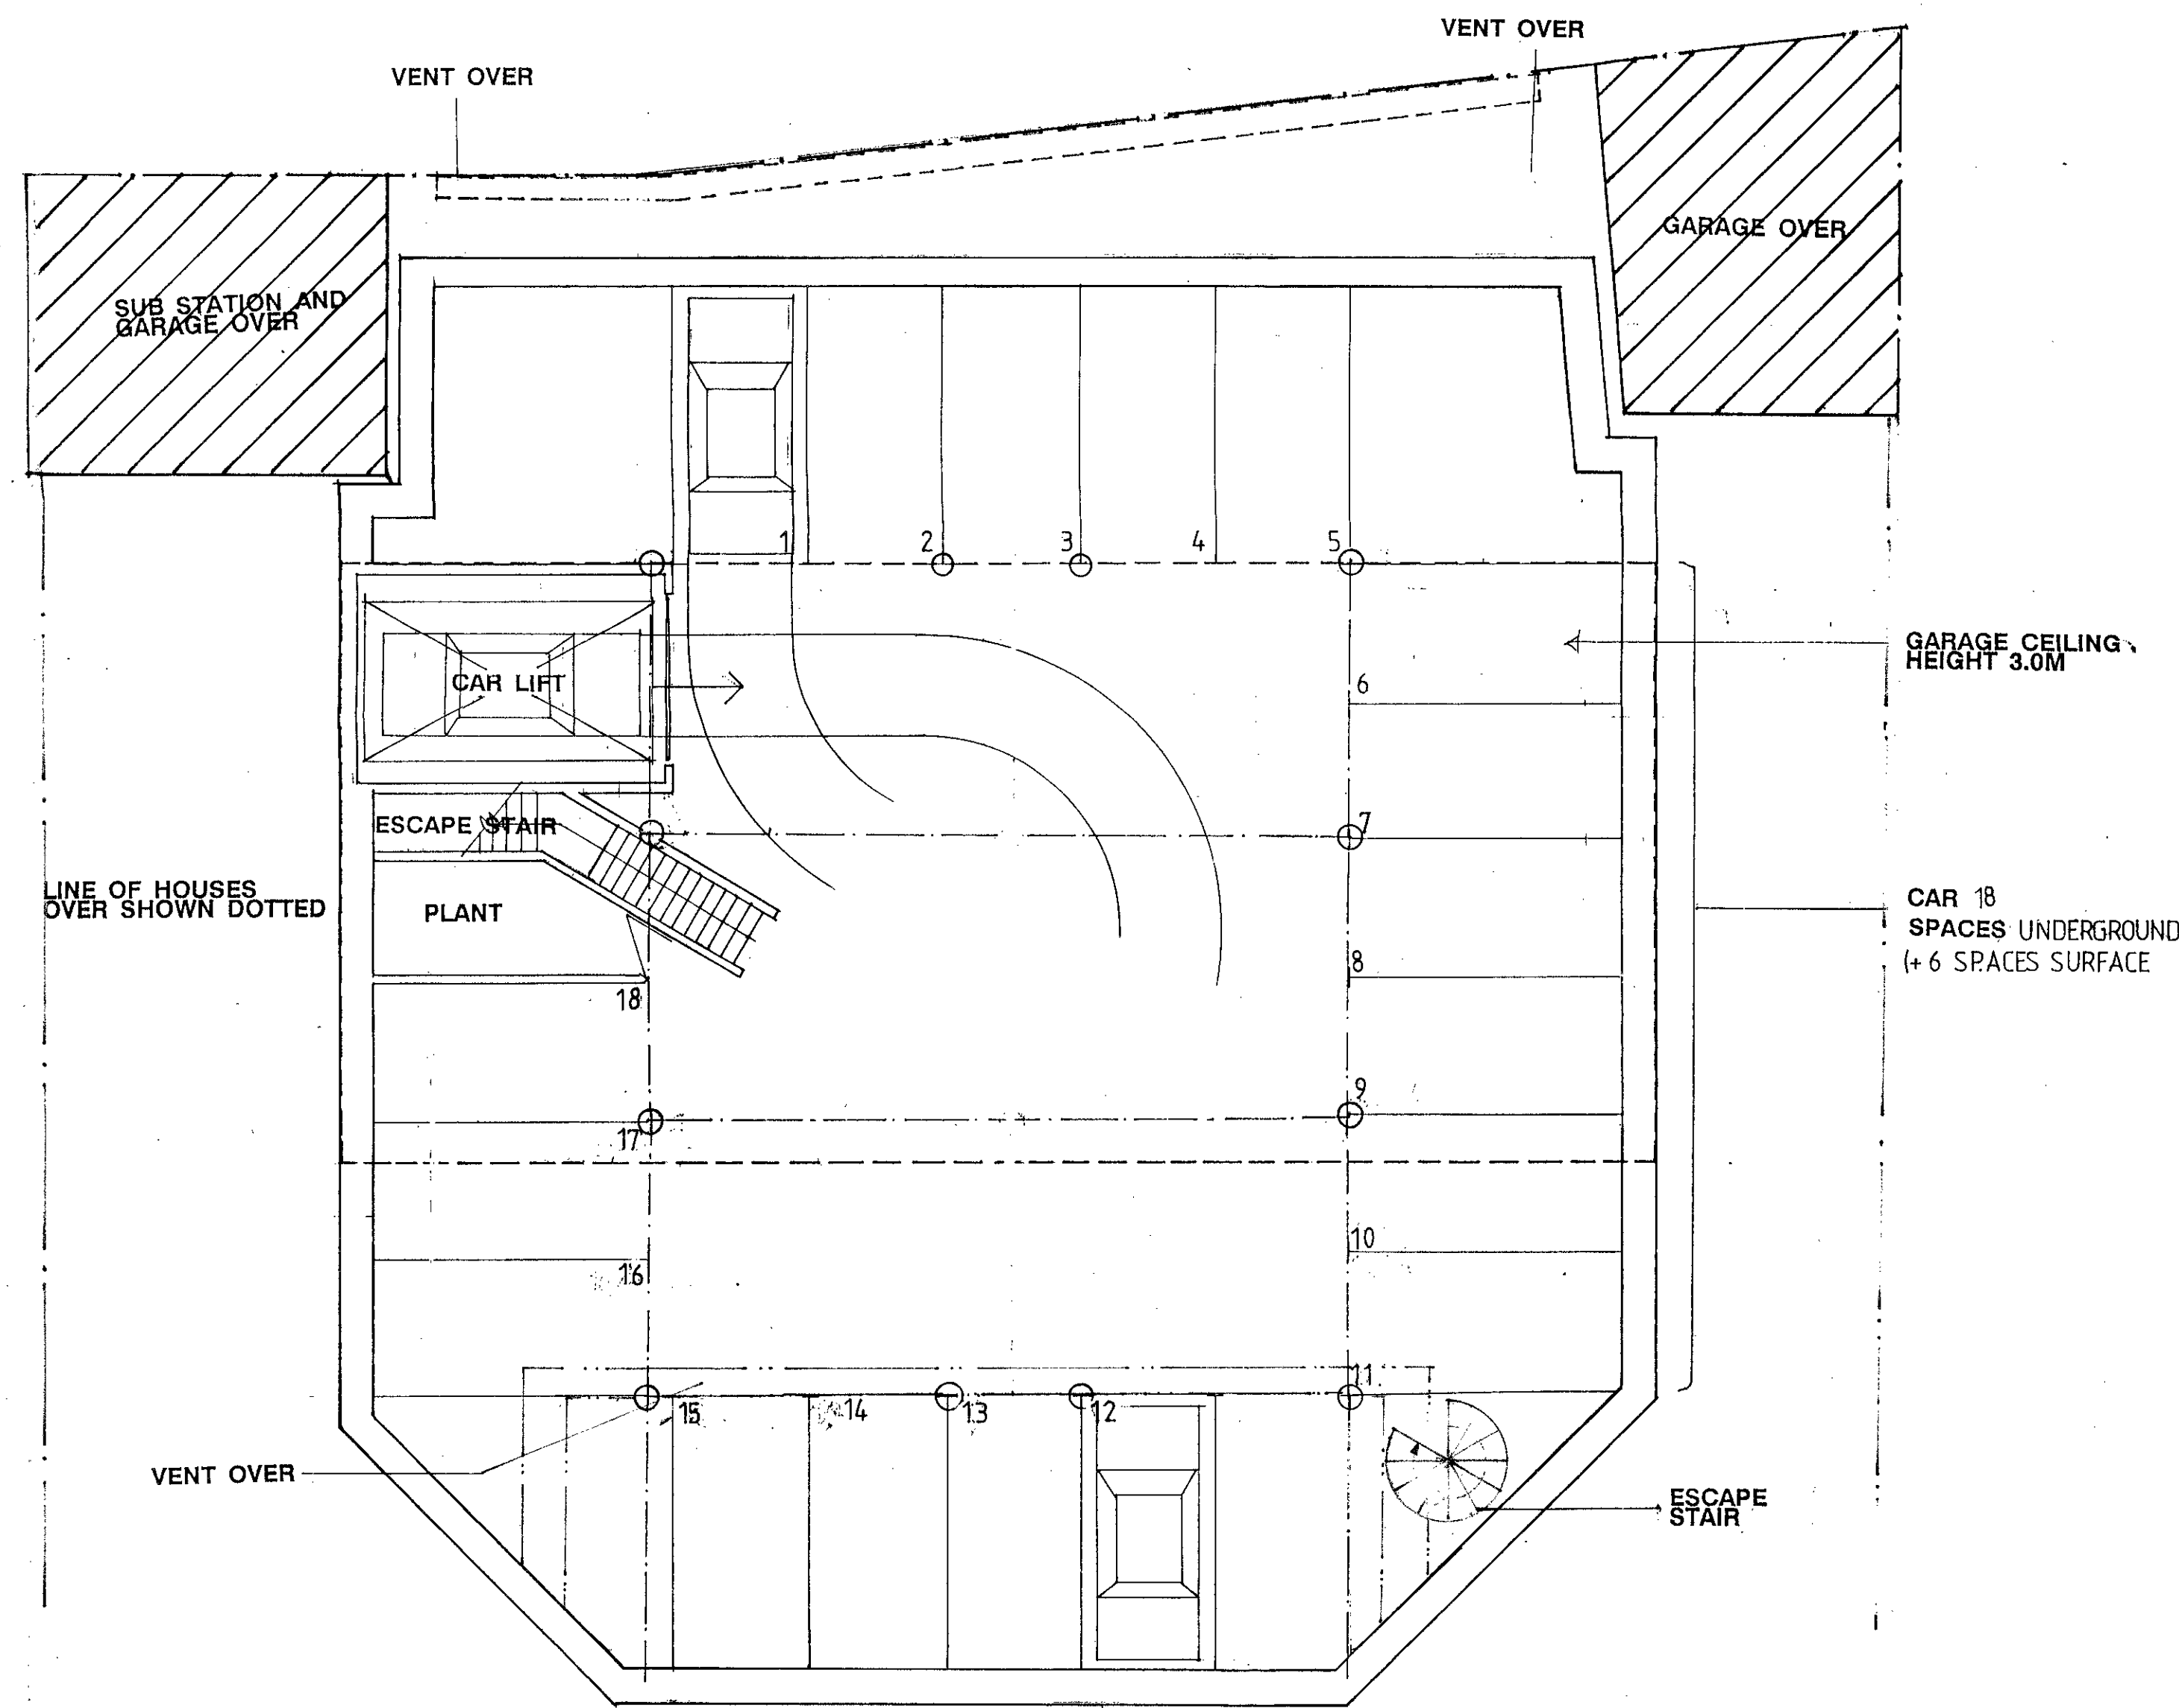 VENT OVER
VENT OVER
GARAGE OVER
SUB STATION AND
GARAGE OVER
1
2
3
4
5
GARAGE CEILING
HEIGHT 3.0M
CAR LIFT
6
ESCAPE STAIR
7
LINE OF HOUSES
OVER SHOWN DOTTED
PLANT
CAR 18
SPACES UNDERGROUND
(+ 6 SPACES SURFACE
8
18
9
17
10
16
11
15
14
13
12
VENT OVER
ESCAPE
STAIR